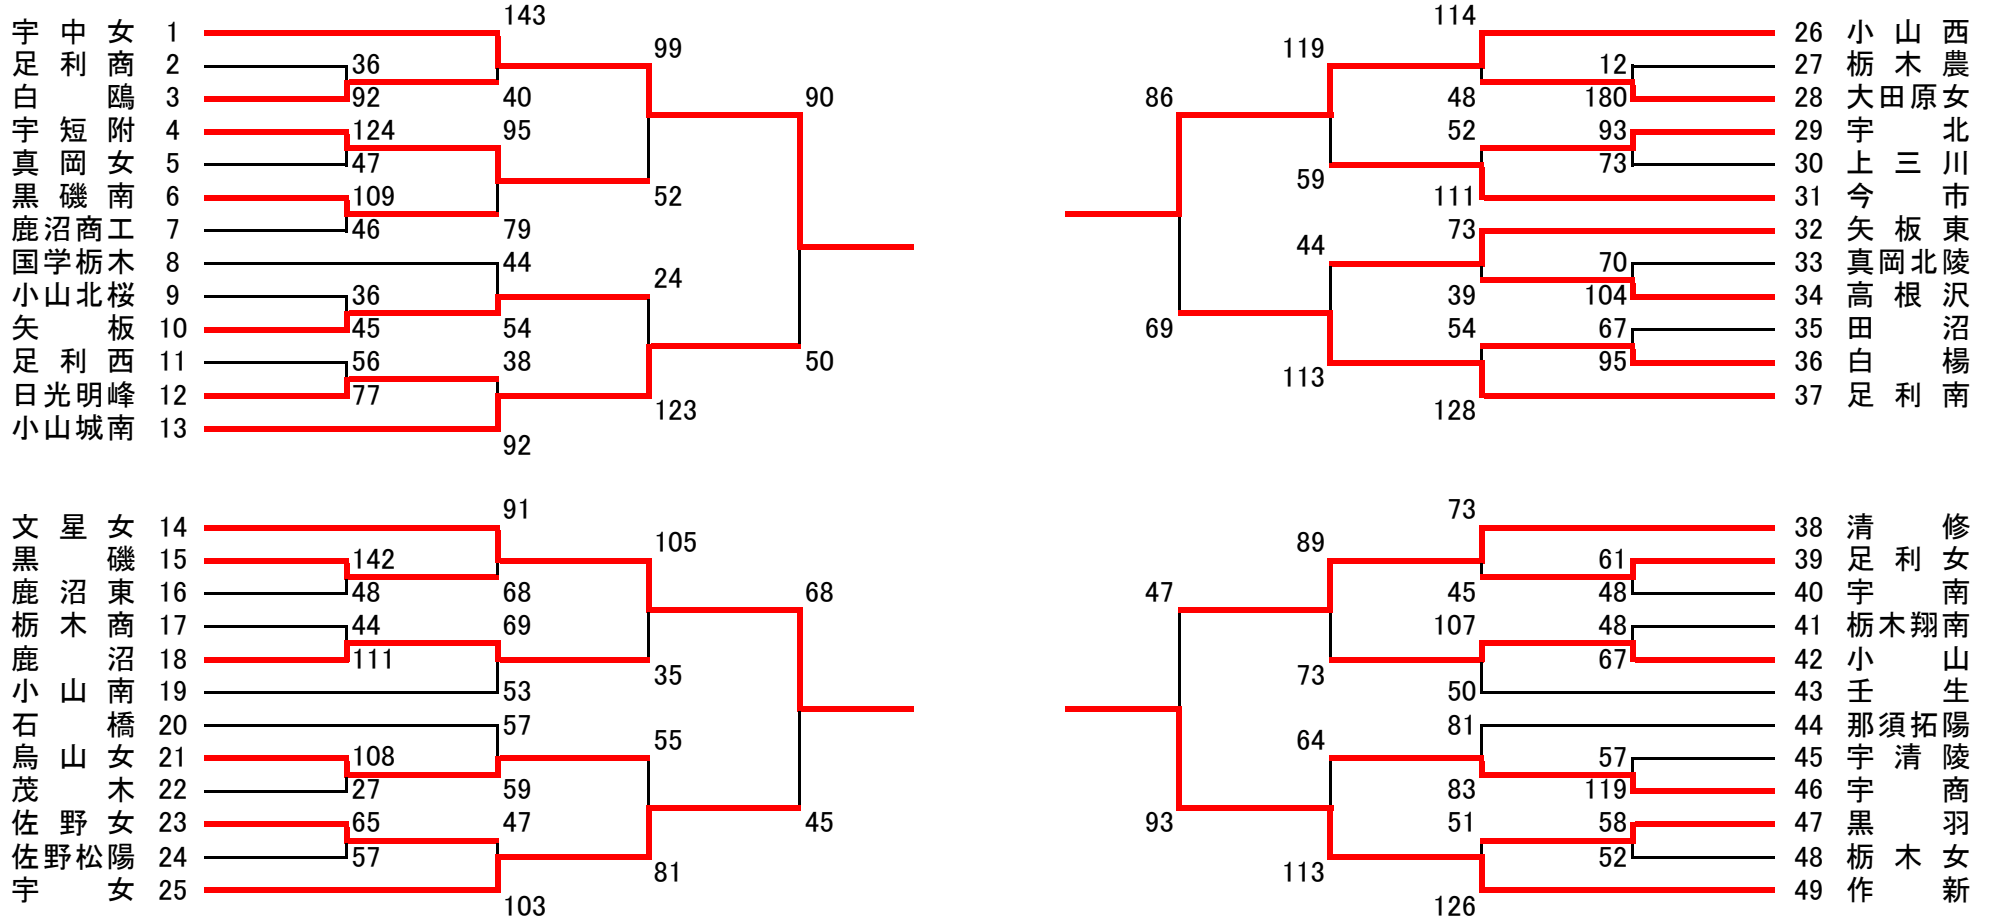 143
114
宇中女 1
26 小山西
99
119
足利商 2
36
12
27 栃木農
白鴎 3
92
40
90
86
48
180
28 大田原女
宇短附 4
124
95
52
93
29 宇北
真岡女 5
47
73
30 上三川
黒磯南 6
109
52
59
111
31 今市
鹿沼商工 7
46
79
73
32 矢板東
44
国学栃木 8
44
70
33 真岡北陵
24
小山北桜 9
36
39
104
34 高根沢
矢板 10
45
54
69
54
67
35 田沼
足利西 11
56
38
50
95
36 白楊
113
日光明峰 12
77
37 足利南
123
128
小山城南 13
92
91
73
文星女 14
38 清修
105
89
黒磯 15
142
61
39 足利女
鹿沼東 16
48
68
68
47
45
48
40 宇南
栃木商 17
44
69
107
48
41 栃木翔南
鹿沼 18
111
35
73
67
42 小山
小山南 19
53
50
43 壬生
石橋 20
57
81
44 那須拓陽
55
64
烏山女 21
108
57
45 宇清陵
茂木 22
27
59
83
119
46 宇商
佐野女 23
65
47
45
93
51
58
47 黒羽
佐野松陽 24
57
52
48 栃木女
81
113
宇女 25
49 作新
103
126